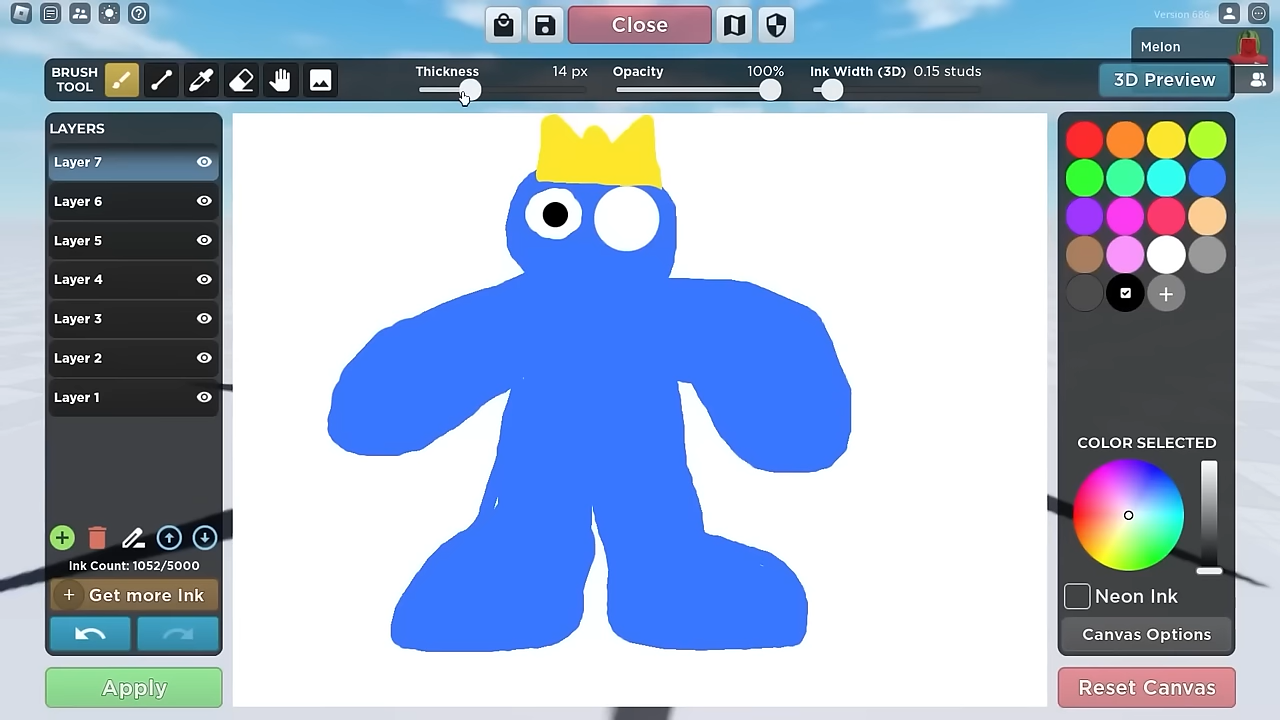 Close
Version 686
Melon
BRUSH
TOOL
Thickness 14 px
Opacity 100%
Ink Width (3D) 0.15 studs
3D Preview
LAYERS
Layer 7
Layer 6
Layer 5
Layer 4
Layer 3
Layer 2
Layer 1
Ink Count: 1052/5000
+ Get more Ink
Apply
COLOR SELECTED
Neon Ink
Canvas Options
Reset Canvas